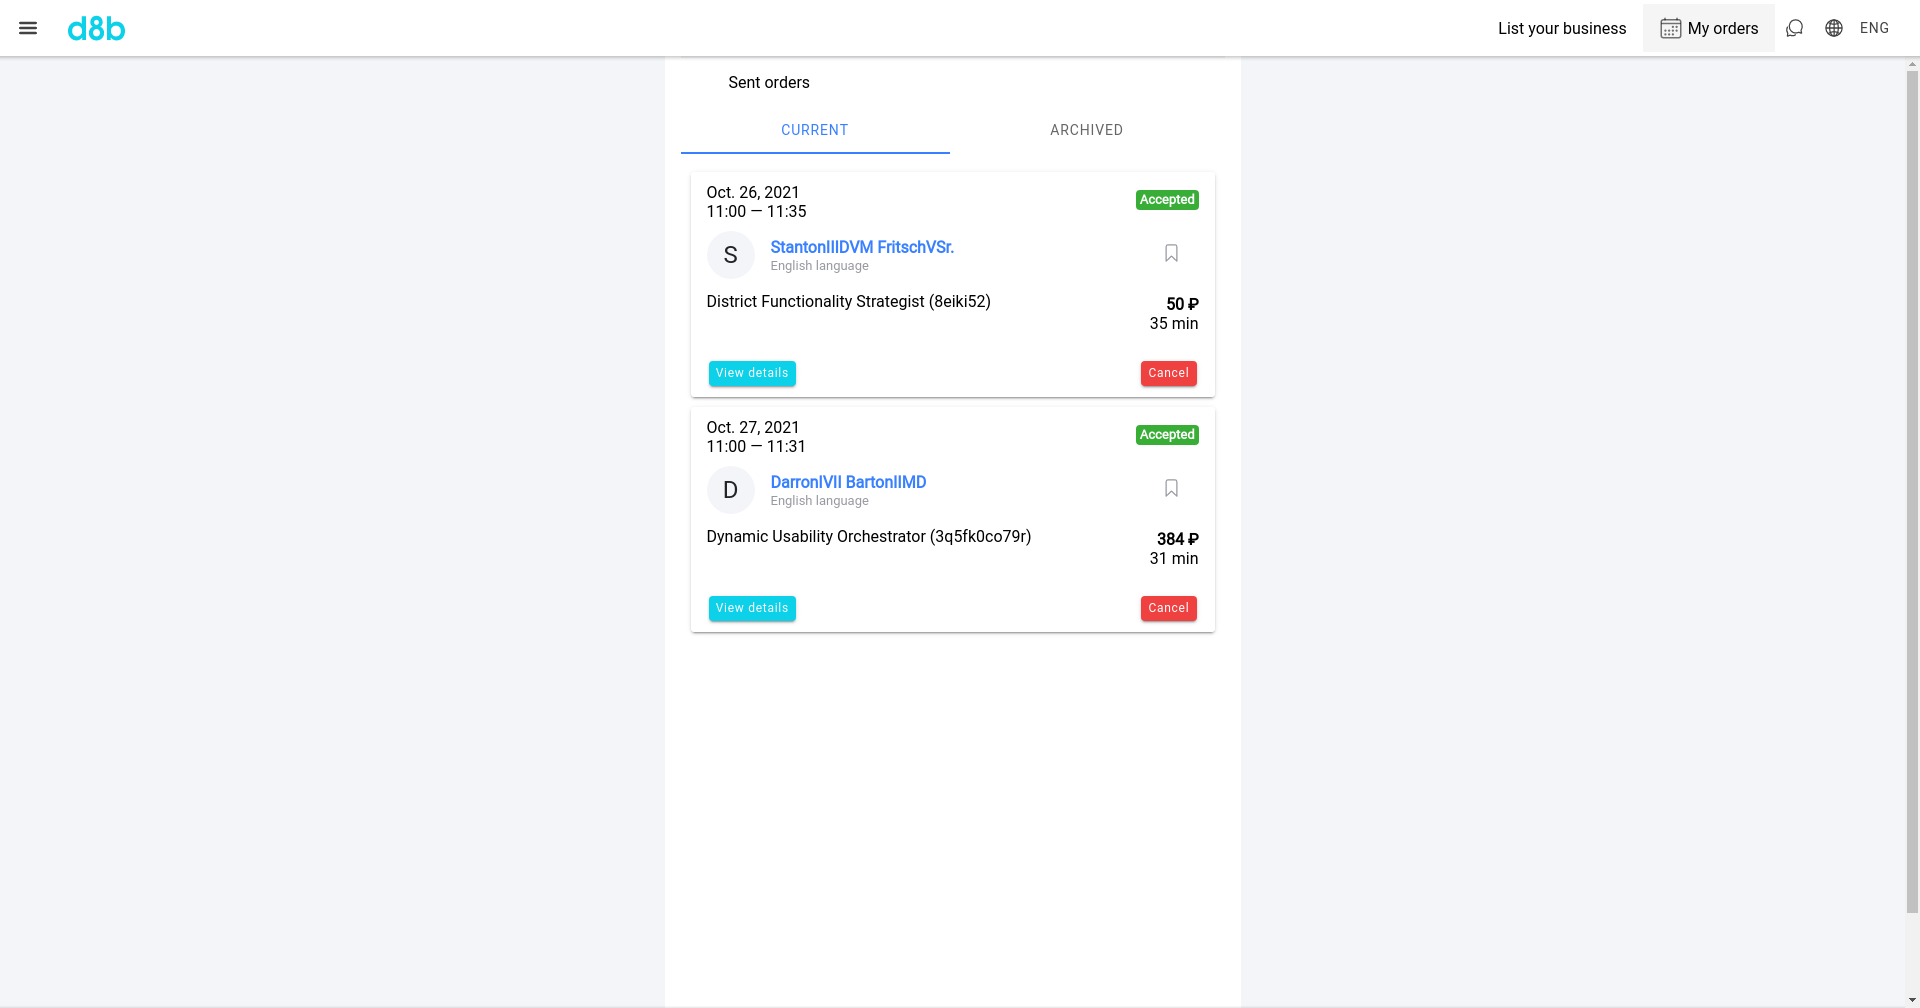 d8b
List your business
My orders
ENG
Sent orders
CURRENT
ARCHIVED
Oct. 26, 2021
11:00 — 11:35
Accepted
S
StantonIIIDVM FritschVSr.
English language
District Functionality Strategist (8eiki52)
50 ₽
35 min
View details
Cancel
Oct. 27, 2021
11:00 — 11:31
Accepted
D
DarronIVII BartonIIMD
English language
Dynamic Usability Orchestrator (3q5fk0co79r)
384 ₽
31 min
View details
Cancel